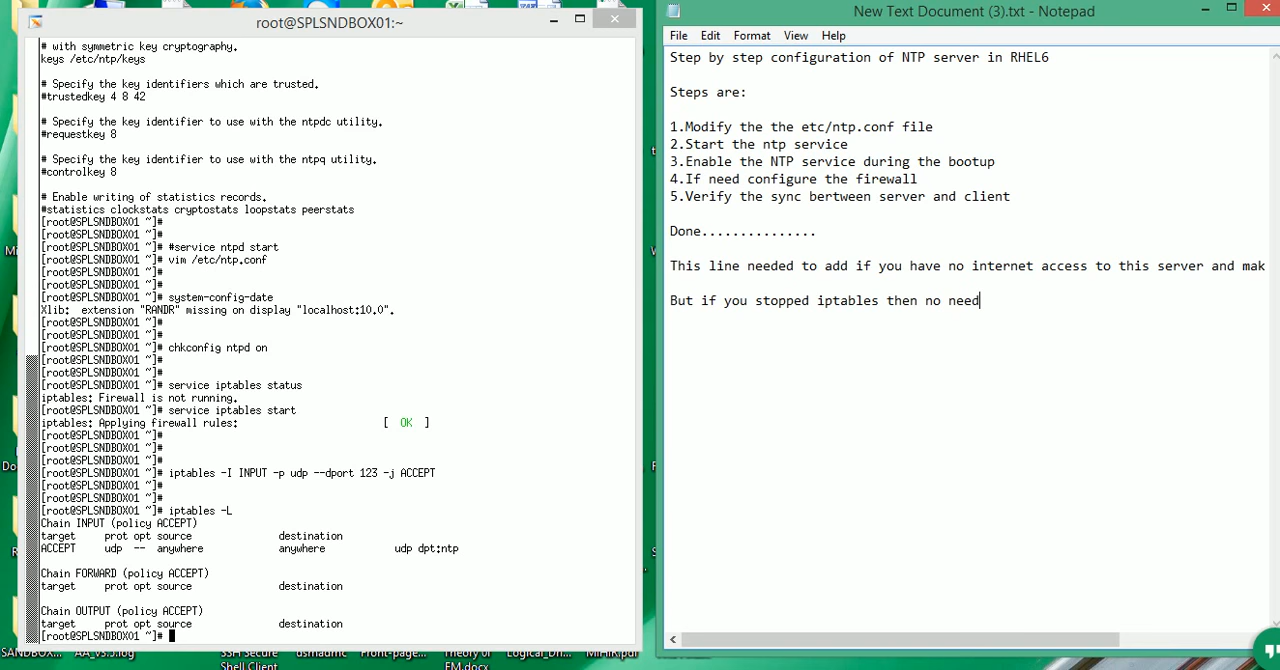 root@SPLSNDBOX01:~
# with symmetric key cryptography.
keys /etc/ntp/keys
# Specify the key identifiers which are trusted.
#trustedkey 4 8 42
# Specify the key identifier to use with the ntpdc utility.
#requestkey 8
# Specify the key identifier to use with the ntpq utility.
#controlkey 8
# Enable writing of statistics records.
#statistics clockstats cryptostats loopstats peerstats
[root@SPLSNDBOX01 ~]#
[root@SPLSNDBOX01 ~]#
[root@SPLSNDBOX01 ~]# #service ntpd start
[root@SPLSNDBOX01 ~]# vim /etc/ntp.conf
[root@SPLSNDBOX01 ~]#
[root@SPLSNDBOX01 ~]#
[root@SPLSNDBOX01 ~]# system-config-date
Xlib:  extension "RANDR" missing on display "localhost:10.0".
[root@SPLSNDBOX01 ~]#
[root@SPLSNDBOX01 ~]#
[root@SPLSNDBOX01 ~]# chkconfig ntpd on
[root@SPLSNDBOX01 ~]#
[root@SPLSNDBOX01 ~]#
[root@SPLSNDBOX01 ~]# service iptables status
iptables: Firewall is not running.
[root@SPLSNDBOX01 ~]# service iptables start
iptables: Applying firewall rules: [ OK ]
[root@SPLSNDBOX01 ~]#
[root@SPLSNDBOX01 ~]#
[root@SPLSNDBOX01 ~]#
[root@SPLSNDBOX01 ~]# iptables -I INPUT -p udp --dport 123 -j ACCEPT
[root@SPLSNDBOX01 ~]#
[root@SPLSNDBOX01 ~]#
[root@SPLSNDBOX01 ~]# iptables -L
Chain INPUT (policy ACCEPT)
target prot opt source destination
ACCEPT udp -- anywhere anywhere udp dpt:ntp
Chain FORWARD (policy ACCEPT)
target prot opt source destination
Chain OUTPUT (policy ACCEPT)
target prot opt source destination
[root@SPLSNDBOX01 ~]#
New Text Document (3).txt - Notepad
File Edit Format View Help
Step by step configuration of NTP server in RHEL6
Steps are:
1.Modify the the etc/ntp.conf file
2.Start the ntp service
3.Enable the NTP service during the bootup
4.If need configure the firewall
5.Verify the sync bertween server and client
Done...............
This line needed to add if you have no internet access to this server and mak
But if you stopped iptables then no need